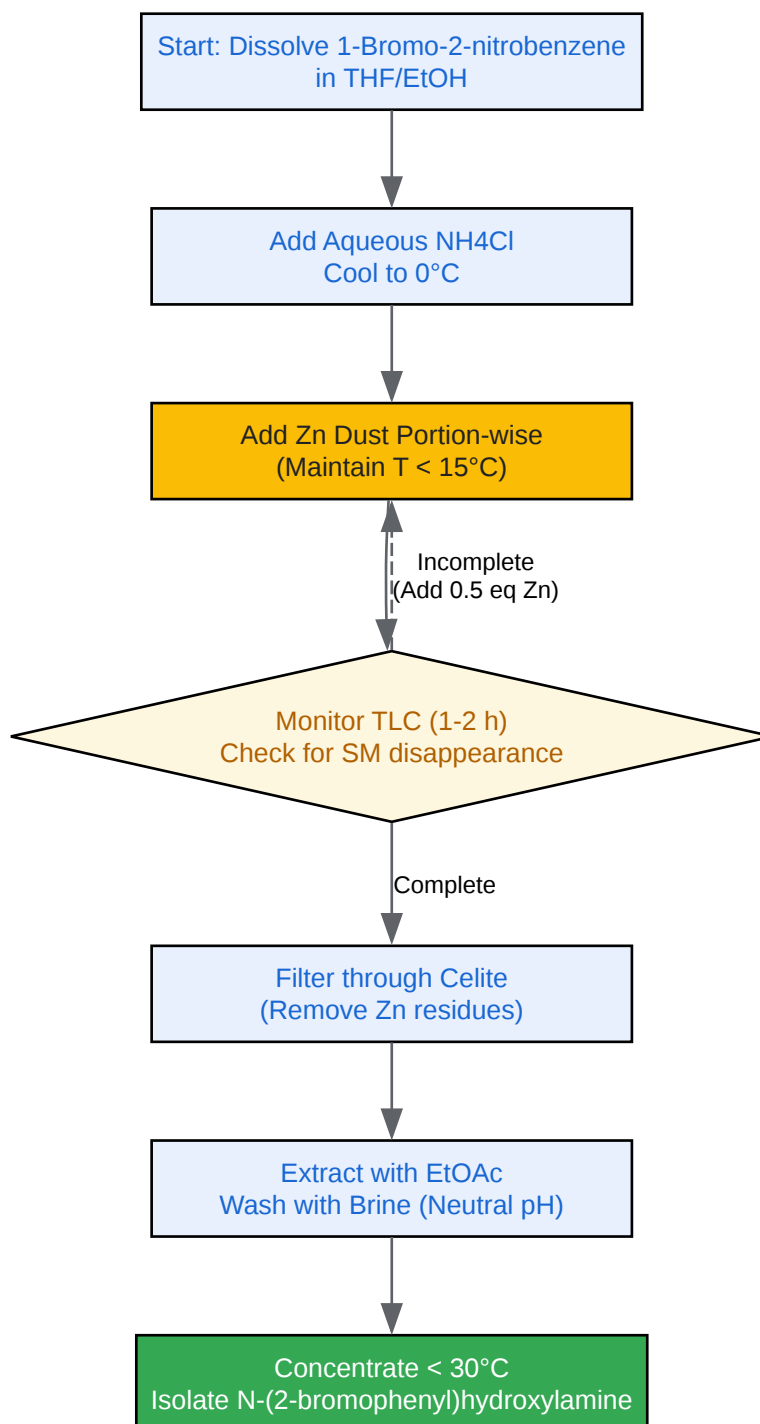 Start: Dissolve 1-Bromo-2-nitrobenzene
in THF/EtOH
Add Aqueous NH4Cl
Cool to 0°C
Add Zn Dust Portion-wise
(Maintain T < 15°C)
Incomplete
(Add 0.5 eq Zn)
Monitor TLC (1-2 h)
Check for SM disappearance
Complete
Filter through Celite
(Remove Zn residues)
Extract with EtOAc
Wash with Brine (Neutral pH)
Concentrate < 30°C
Isolate N-(2-bromophenyl)hydroxylamine